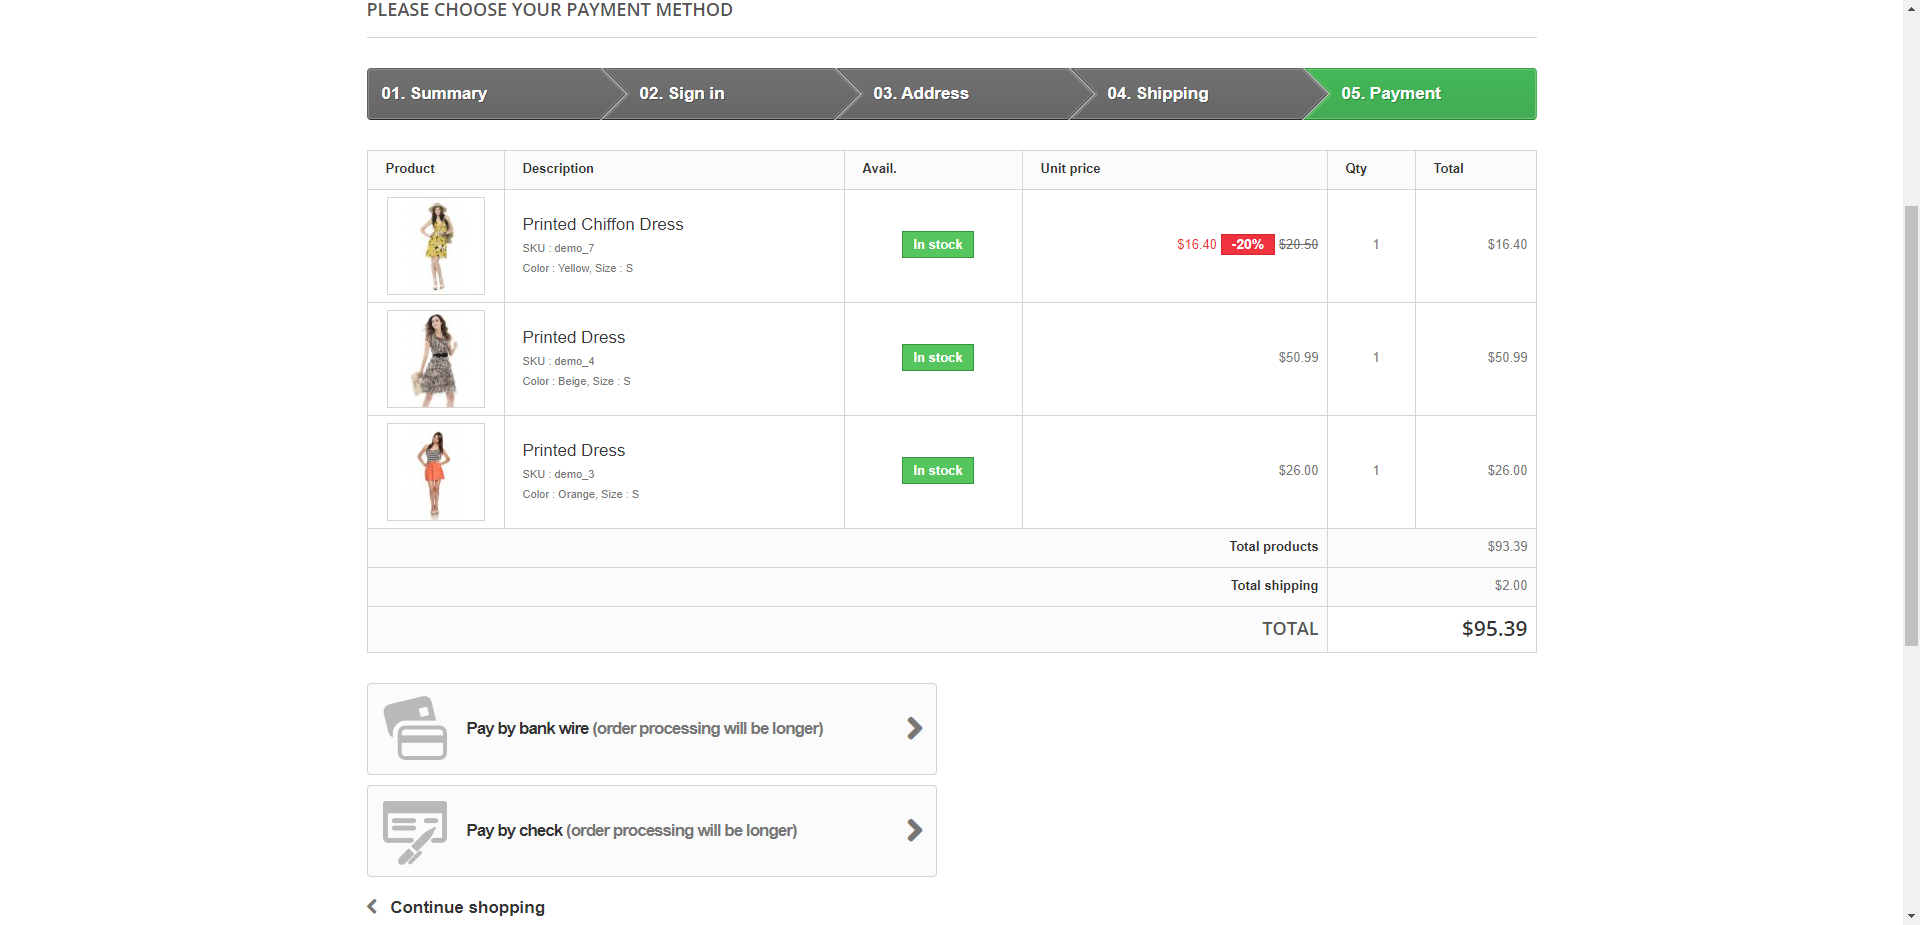 PLEASE CHOOSE YOUR PAYMENT METHOD
01. Summary 02. Sign in 03. Address 04. Shipping 05. Payment
Product Description Avail. Unit price Qty Total
Printed Chiffon Dress
SKU : demo_7
Color : Yellow, Size : S
In stock
$16.40 -20% $20.50 1 $16.40
Printed Dress
SKU : demo_4
Color : Beige, Size : S
In stock
$50.99 1 $50.99
Printed Dress
SKU : demo_3
Color : Orange, Size : S
In stock
$26.00 1 $26.00
Total products $93.39
Total shipping $2.00
TOTAL $95.39
Pay by bank wire (order processing will be longer)
Pay by check (order processing will be longer)
Continue shopping